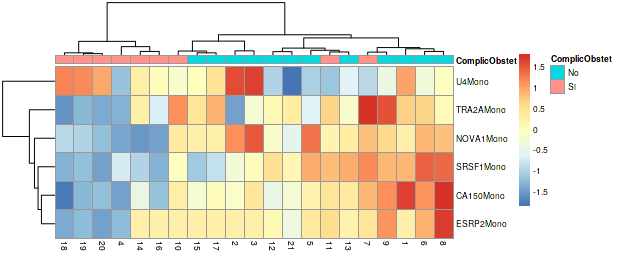 ComplicObstet
ComplicObstet
U4Mono
TRA2AMono
NOVA1Mono
SRSF1Mono
CA150Mono
ESRP2Mono
1.5
1
0.5
0
-0.5
-1
-1.5
No
SI
18 19 20 4 14 16 10 15 17 2 3 12 21 5 11 13 7 9 1 6 8